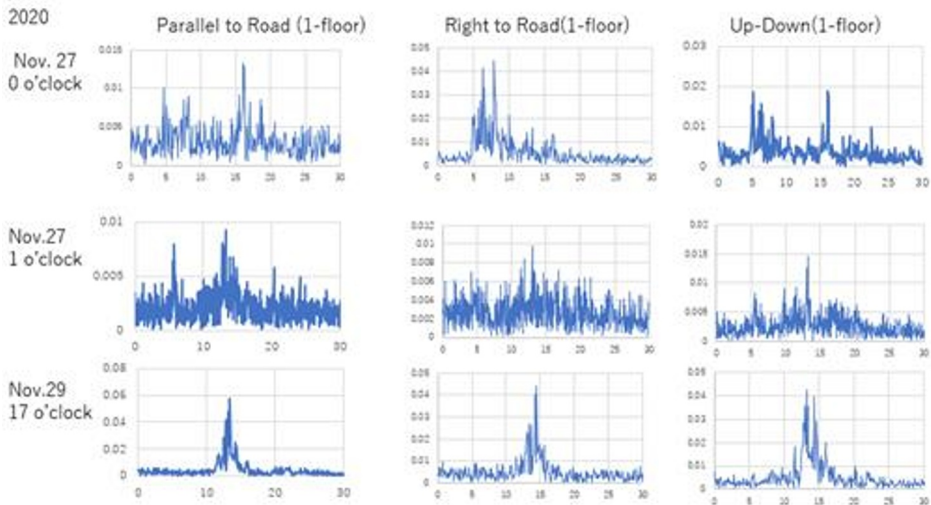 2020
Parallel to Road (1-floor)
Right to Road(1-floor)
Up-Down(1-floor)
Nov. 27
0 o'clock
0.015
0.01
0.005
0
0 5 10 15 20 25 30
0.05
0.04
0.03
0.02
0.01
0
0 5 10 15 20 25 30
0.03
0.02
0.01
0
0 5 10 15 20 25 30
Nov.27
1 o'clock
0.01
0.005
0
0 10 20 30
0.012
0.01
0.008
0.006
0.004
0.002
0
0 5 10 15 20 25 30
0.02
0.015
0.01
0.005
0
0 5 10 15 20 25 30
Nov.29
17 o'clock
0.08
0.06
0.04
0.02
0
0 10 20 30
0.05
0.04
0.03
0.02
0.01
0
0 5 10 15 20 25 30
0.05
0.04
0.03
0.02
0.01
0
0 5 10 15 20 25 30